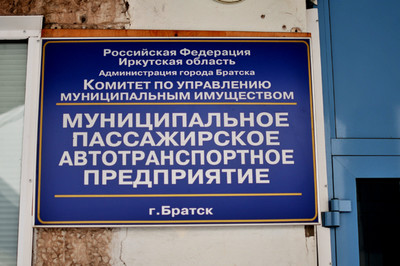 Российская Федерация
Иркутская область
Администрация города Братска
Комитет по управлению
муниципальным имуществом
МУНИЦИПАЛЬНОЕ
ПАССАЖИРСКОЕ
АВТОТРАНСПОРТНОЕ
ПРЕДПРИЯТИЕ
г.Братск